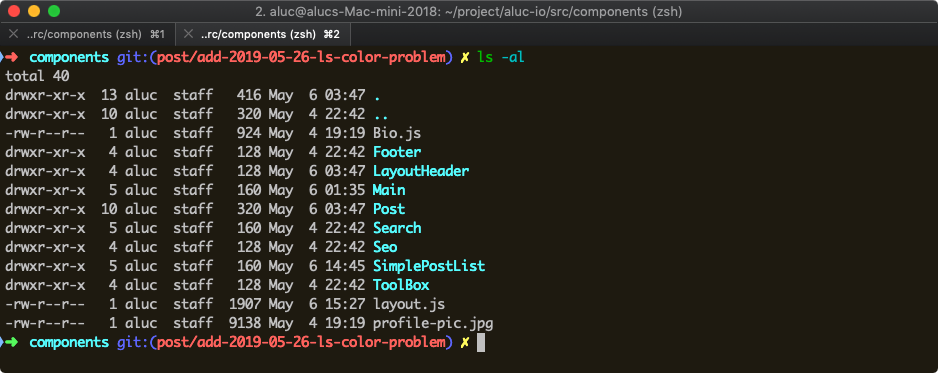 2. aluc@alucs-Mac-mini-2018: ~/project/aluc-io/src/components (zsh)
× ..rc/components (zsh) ⌘1 × ..rc/components (zsh) ⌘2
➜ components git:(post/add-2019-05-26-ls-color-problem) ✗ ls -al
total 40
drwxr-xr-x 13 aluc staff 416 May 6 03:47 .
drwxr-xr-x 10 aluc staff 320 May 4 22:42 ..
-rw-r--r-- 1 aluc staff 924 May 4 19:19 Bio.js
drwxr-xr-x 4 aluc staff 128 May 4 22:42 Footer
drwxr-xr-x 4 aluc staff 128 May 6 03:47 LayoutHeader
drwxr-xr-x 5 aluc staff 160 May 6 01:35 Main
drwxr-xr-x 10 aluc staff 320 May 6 03:47 Post
drwxr-xr-x 5 aluc staff 160 May 4 22:42 Search
drwxr-xr-x 4 aluc staff 128 May 4 22:42 Seo
drwxr-xr-x 5 aluc staff 160 May 6 14:45 SimplePostList
drwxr-xr-x 4 aluc staff 128 May 4 22:42 ToolBox
-rw-r--r-- 1 aluc staff 1907 May 6 15:27 layout.js
-rw-r--r-- 1 aluc staff 9138 May 4 19:19 profile-pic.jpg
➜ components git:(post/add-2019-05-26-ls-color-problem) ✗